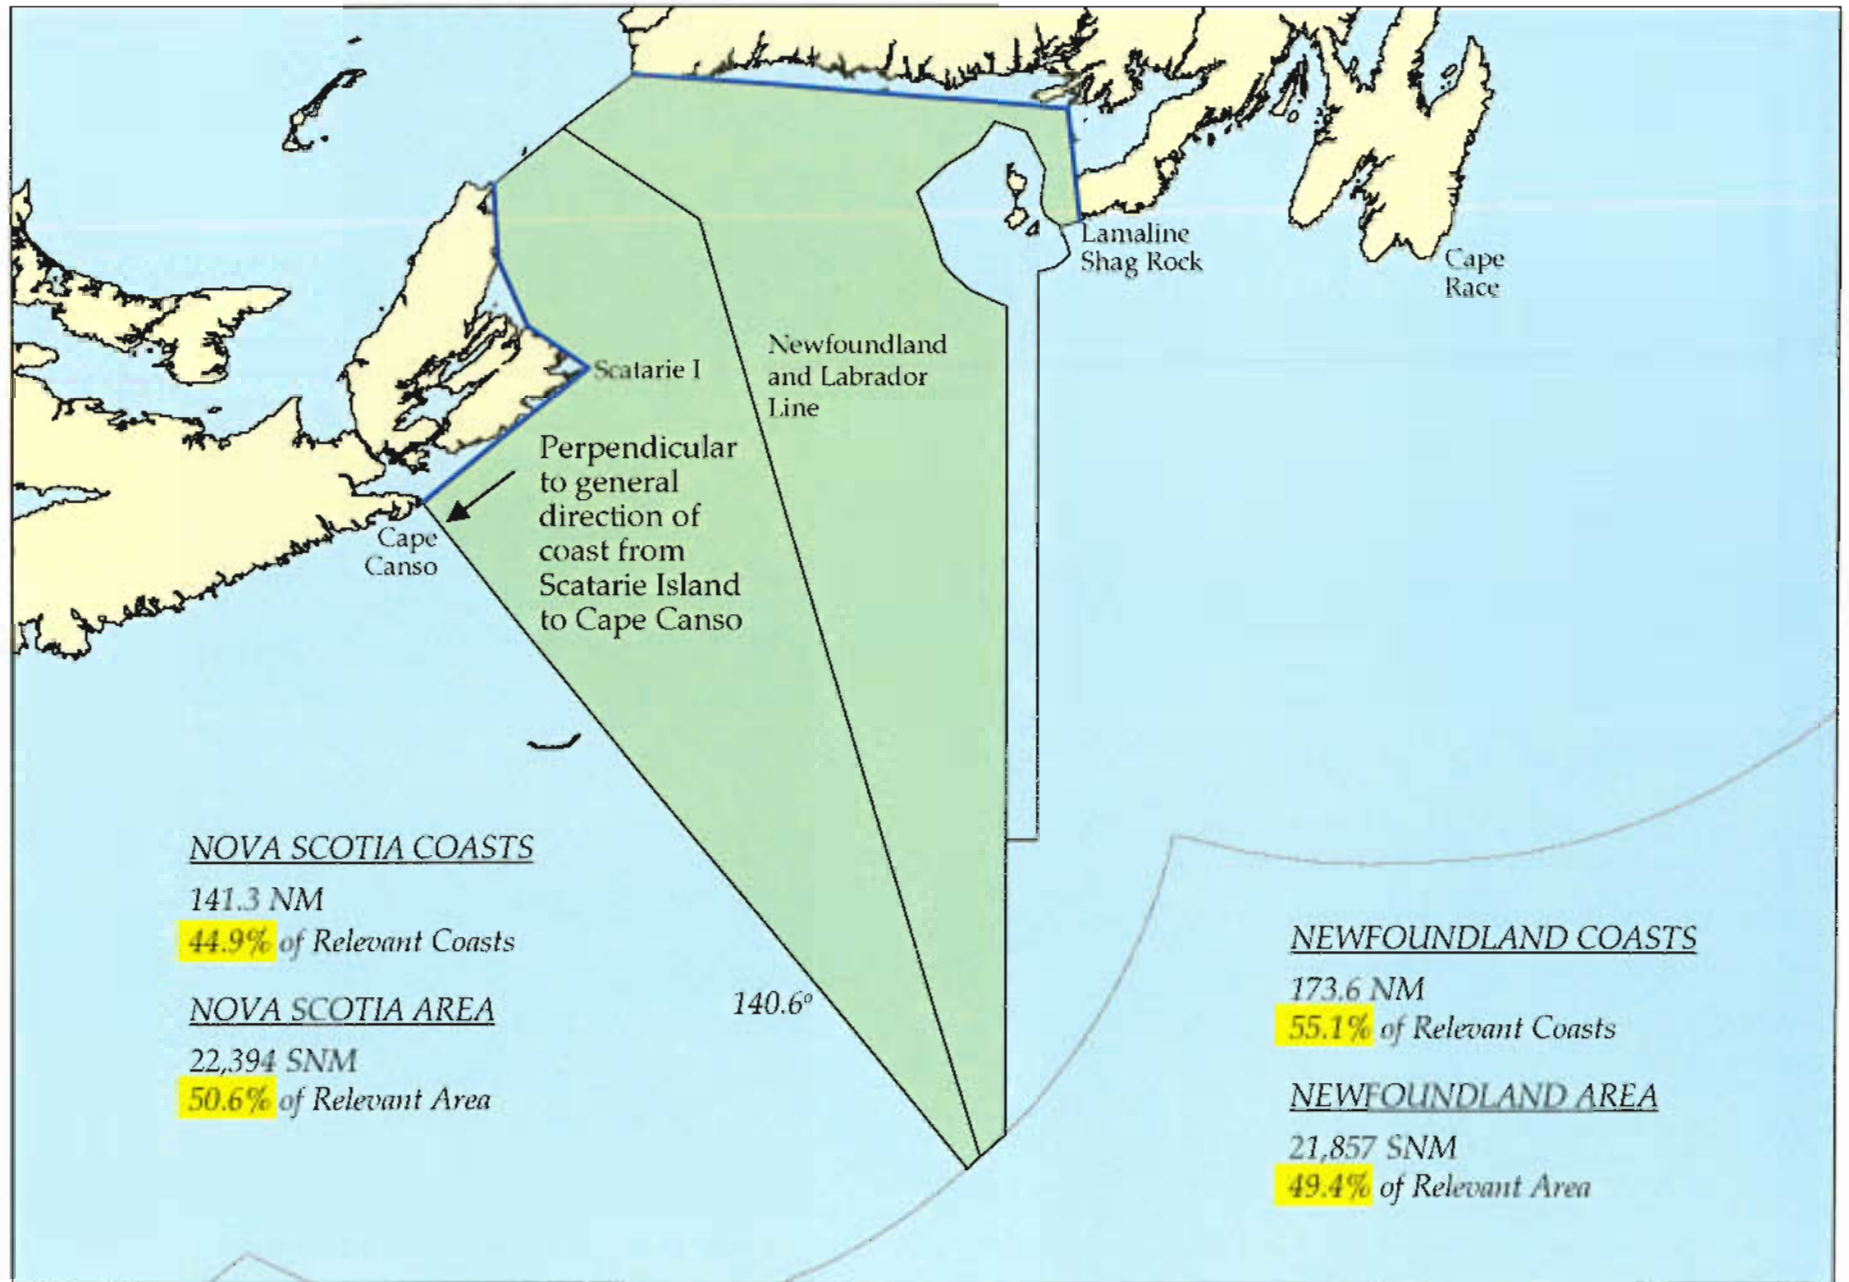 Lamaline
Shag Rock
Cape
Race
Newfoundland
and Labrador
Line
Scatarie I
Perpendicular
to general
direction of
coast from
Scatarie Island
to Cape Canso
Cape
Canso
NOVA SCOTIA COASTS
141.3 NM
44.9% of Relevant Coasts
NOVA SCOTIA AREA
22,394 SNM
50.6% of Relevant Area
140.6º
NEWFOUNDLAND COASTS
173.6 NM
55.1% of Relevant Coasts
NEWFOUNDLAND AREA
21,857 SNM
49.4% of Relevant Area